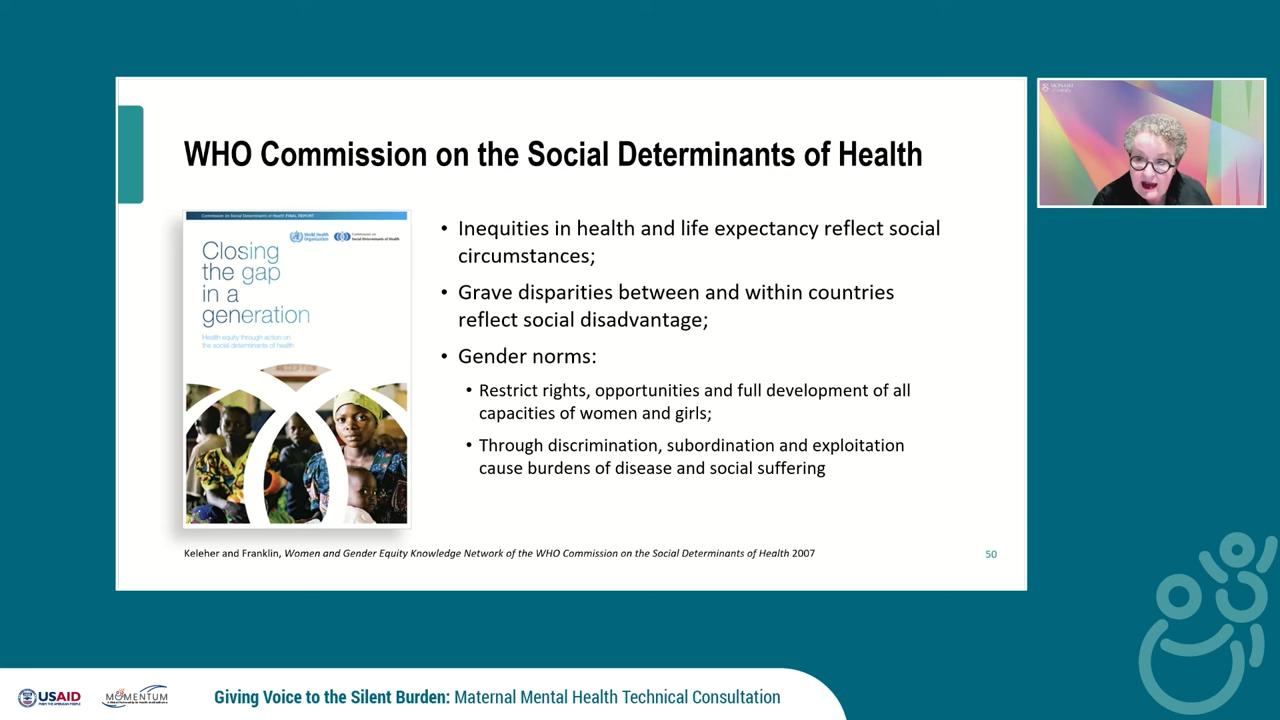 WHO Commission on the Social Determinants of Health
Commission on Social Determinants of Health FINAL REPORT
World Health
Organization
Commission on
Social Determinants of Health
Closing
the gap
in a
generation
Health equity through action on
the social determinants of health
RECEPTION
• Inequities in health and life expectancy reflect social
circumstances;
• Grave disparities between and within countries
reflect social disadvantage;
• Gender norms:
• Restrict rights, opportunities and full development of all
capacities of women and girls;
• Through discrimination, subordination and exploitation
cause burdens of disease and social suffering
Keleher and Franklin, Women and Gender Equity Knowledge Network of the WHO Commission on the Social Determinants of Health 2007
50
MONASH
University
USAID
FROM THE AMERICAN PEOPLE
MOMENTUM
Giving Voice to the Silent Burden: Maternal Mental Health Technical Consultation